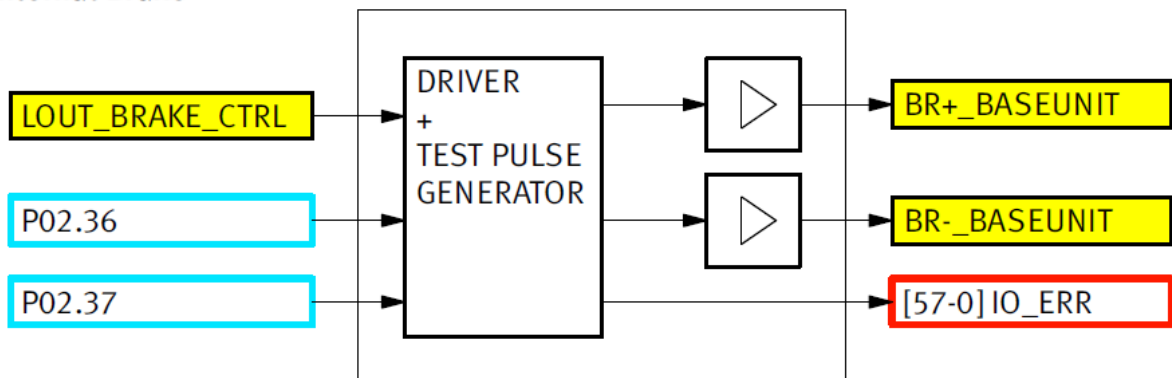 LOUT_BRAKE_CTRL
P02.36
P02.37
DRIVER
+
TEST PULSE
GENERATOR
BR+_BASEUNIT
BR-_BASEUNIT
[57-0] IO_ERR